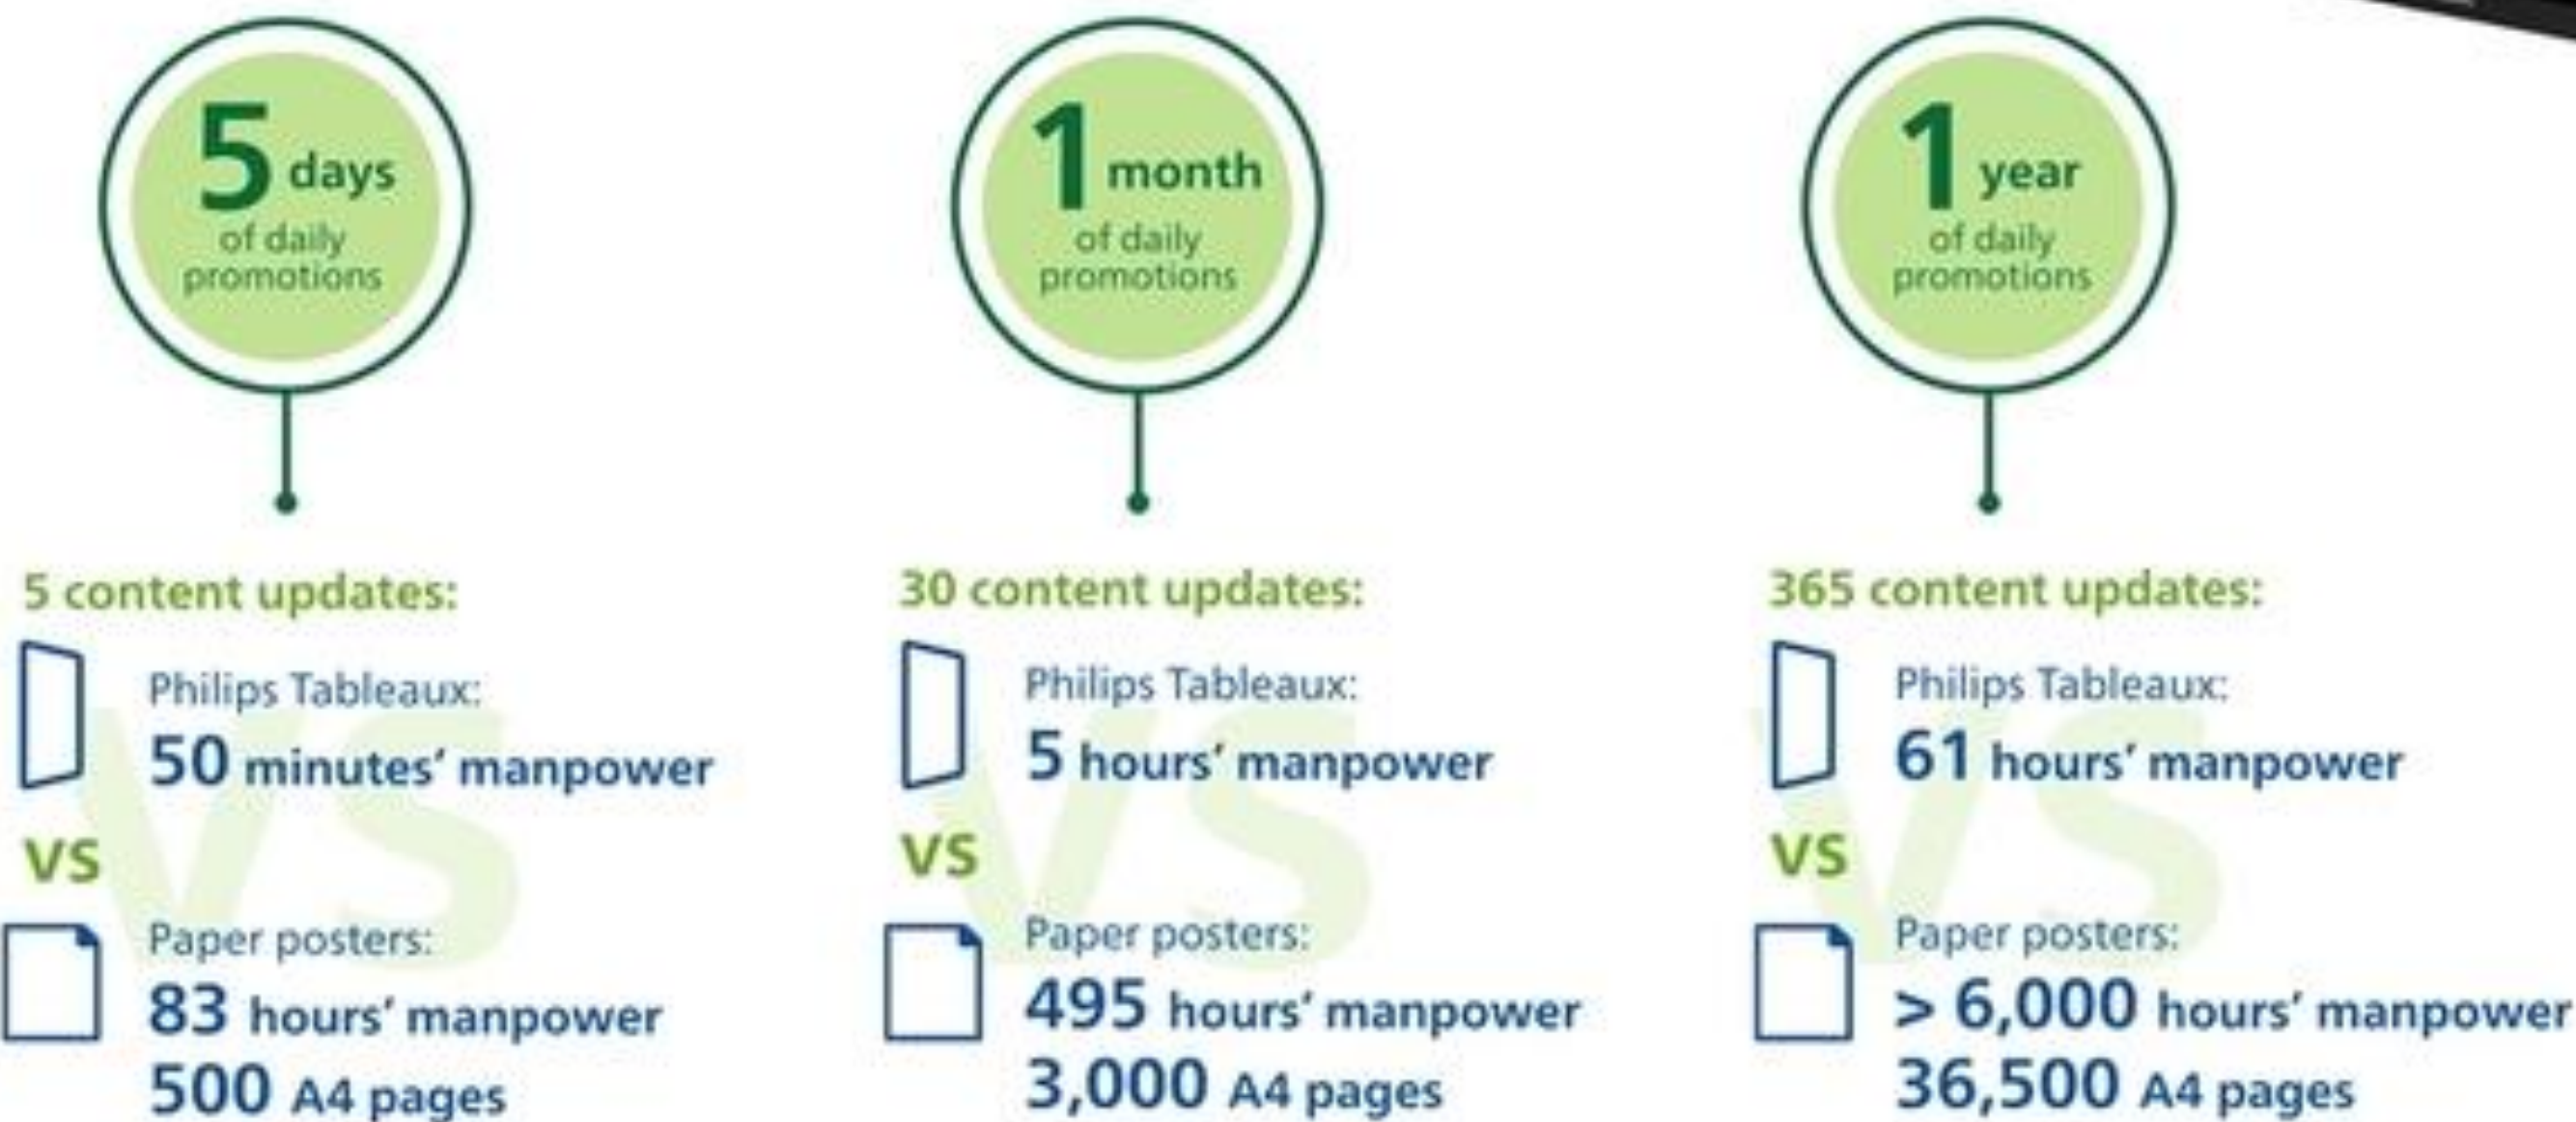 5 days
of daily
promotions
5 content updates:
Philips Tableaux:
50 minutes’ manpower
VS
Paper posters:
83 hours’ manpower
500 A4 pages
1 month
of daily
promotions
30 content updates:
Philips Tableaux:
5 hours’ manpower
VS
Paper posters:
495 hours’ manpower
3,000 A4 pages
1 year
of daily
promotions
365 content updates:
Philips Tableaux:
61 hours’ manpower
VS
Paper posters:
> 6,000 hours’ manpower
36,500 A4 pages